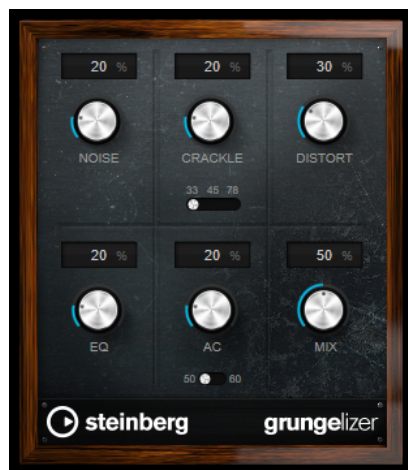 20 % 20 % 30 %
NOISE CRACKLE DISTORT
33 45 78
20 % 20 % 50 %
EQ AC MIX
50 60
steinberg grungelizer